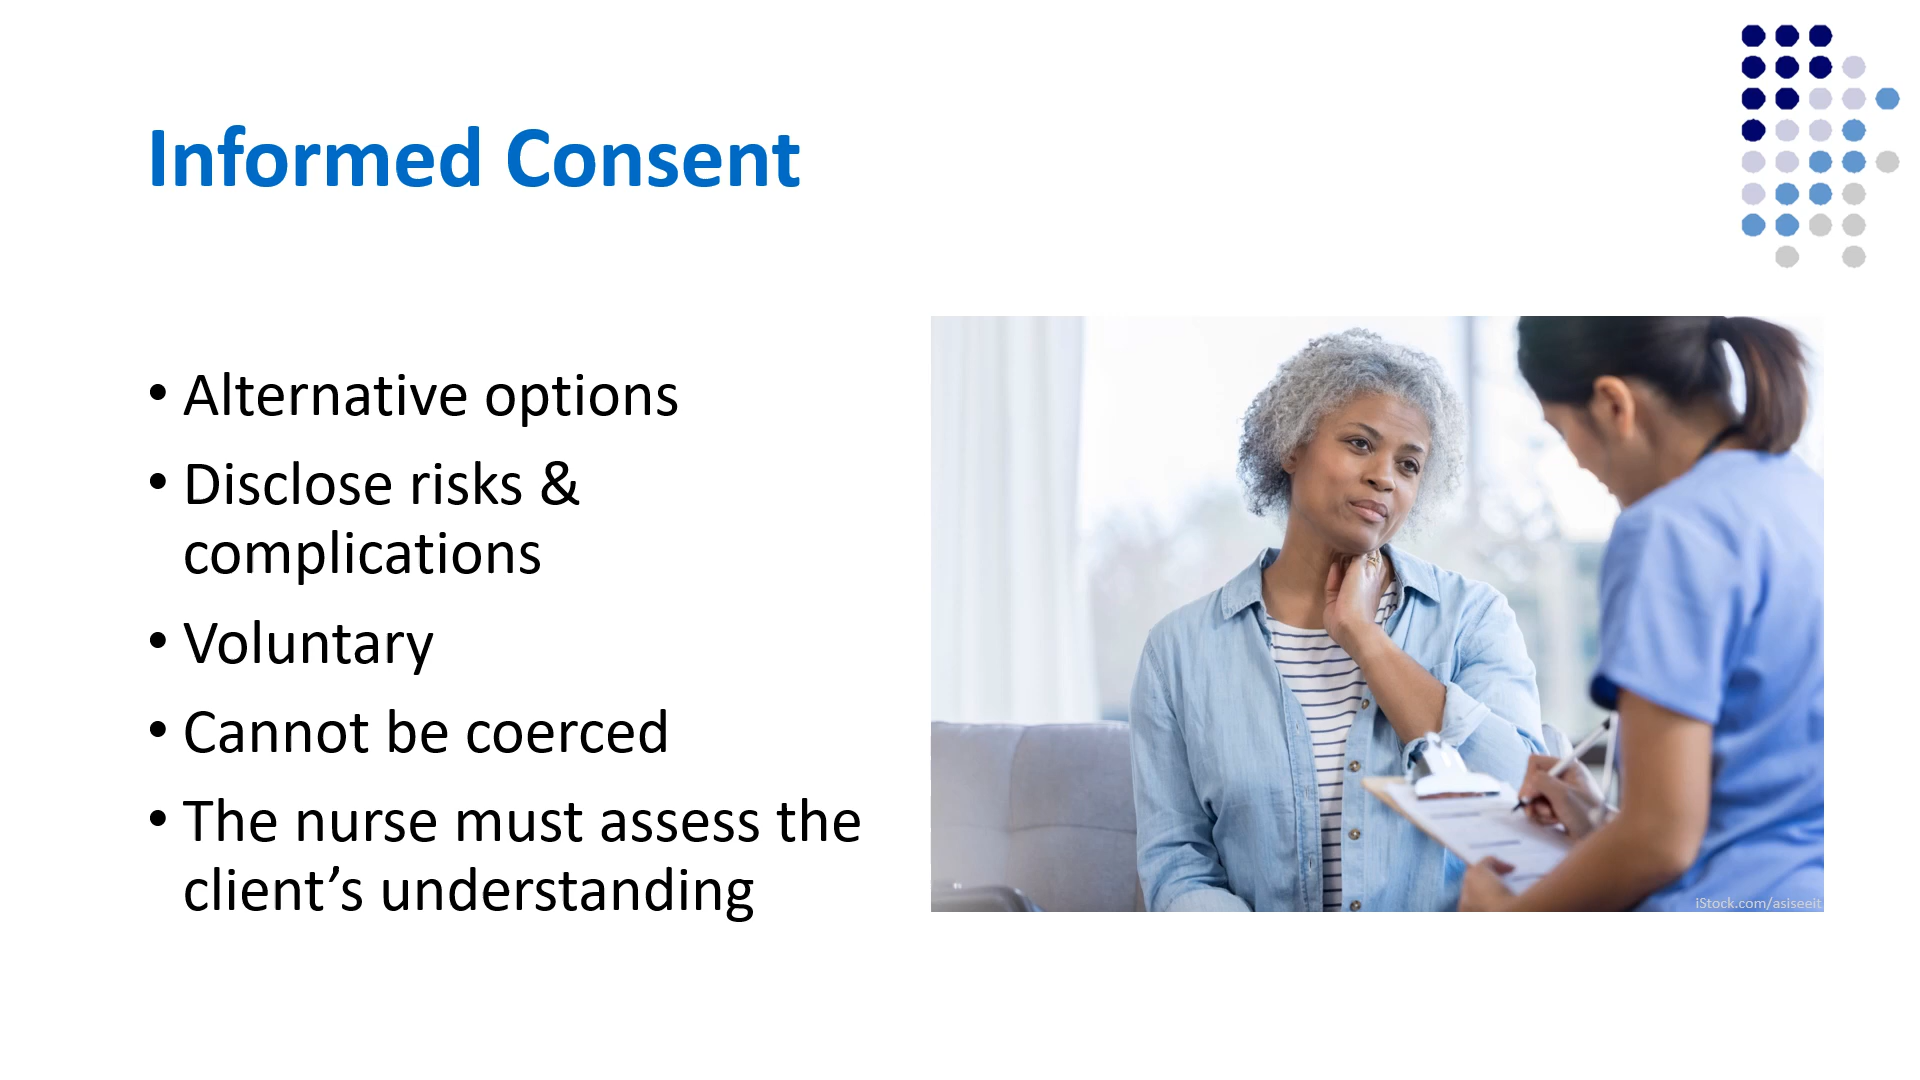 Informed Consent
• Alternative options
• Disclose risks &
complications
• Voluntary
• Cannot be coerced
• The nurse must assess the
client’s understanding
iStock.com/asiseeit